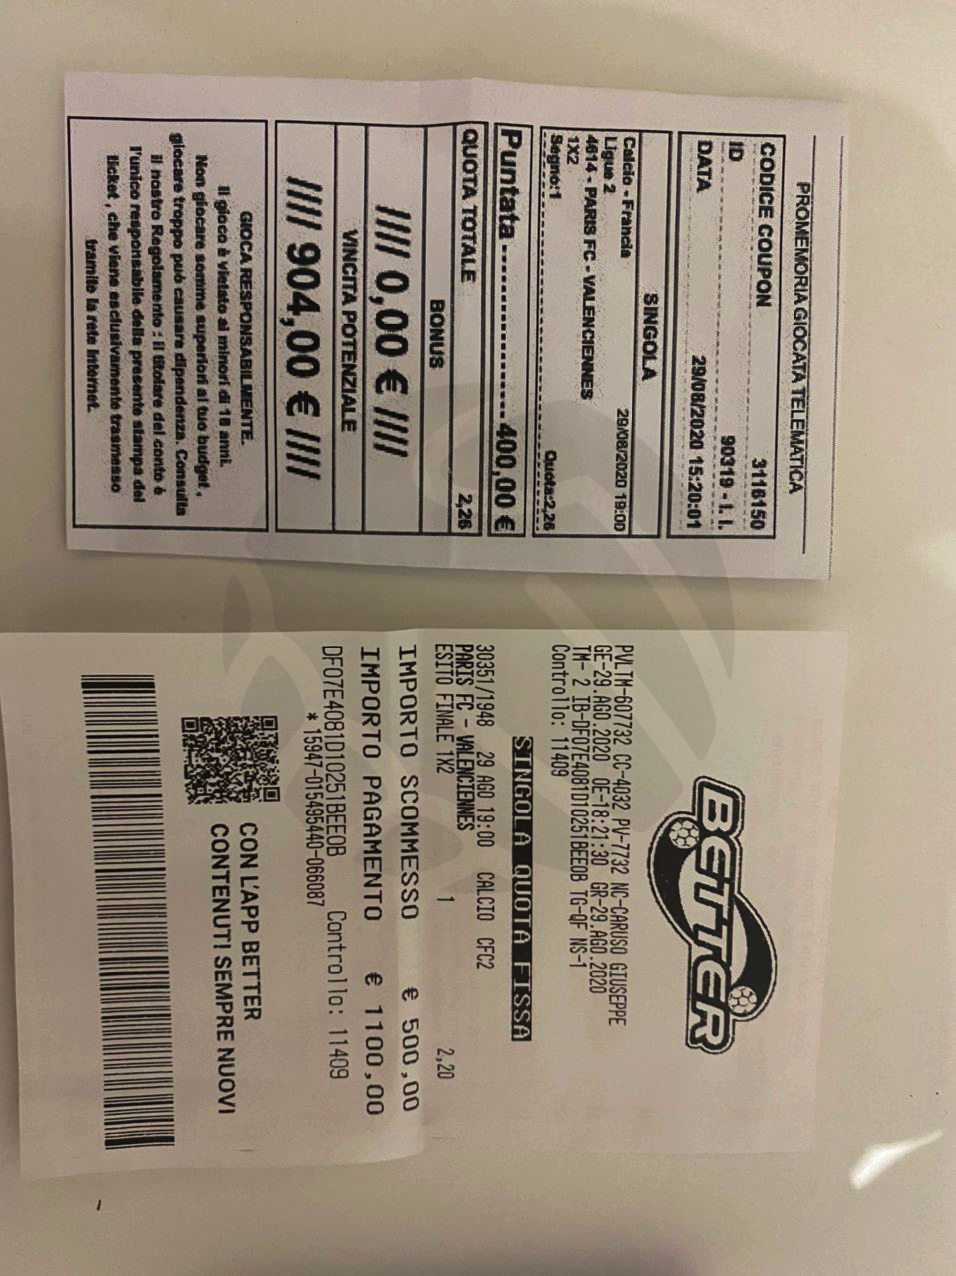 PROMEMORIA GIOCATA TELEMATICA
CODICE COUPON 3116150
ID 90319 - I. I.
DATA 29/08/2020 15:20:01
SINGOLA
Calcio - Francia 29/08/2020 19:00
Ligue 2
4614 - PARIS FC - VALENCIENNES
1X2
Segno:1 Quota:2,26
Puntata ------------- 400,00 €
QUOTA TOTALE 2,26
BONUS
//// 0,00 € ////
VINCITA POTENZIALE
//// 904,00 € ////
GIOCA RESPONSABILMENTE.
Il gioco è vietato ai minori di 18 anni.
Non giocare somme superiori al tuo budget,
giocare troppo può causare dipendenza. Consulta
il nostro Regolamento : il titolare del conto è
l'unico responsabile della presente stampa del
ticket , che viene esclusivamente trasmesso
tramite la rete Internet.
BETTER
PVLTM-607732 CC-4032 PV-7732 NC-CARUSO GIUSEPPE
GE-29.AGO.2020 OE-18:21:30 GR-29.AGO.2020
TM- 2 IB-DF07E4081D10251BEE0B TG-QF NS-1
Controllo: 11409
SINGOLA QUOTA FISSA
30351/1948 29 AGO 19:00 CALCIO CFC2
PARIS FC - VALENCIENNES
ESITO FINALE 1X2 1 2,20
IMPORTO SCOMMESSO € 500,00
IMPORTO PAGAMENTO € 1100,00
DF07E4081D10251BEE0B Controllo: 11409
* 15947-015495440-066087
CON L'APP BETTER
CONTENUTI SEMPRE NUOVI